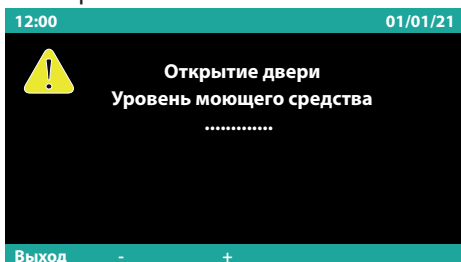 12:00 01/01/21
Открытие двери
Уровень моющего средства
.............
Выход - +